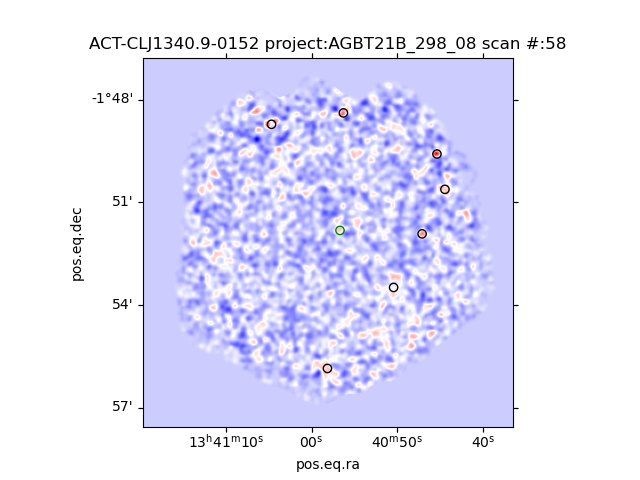 ACT-CLJ1340.9-0152 project:AGBT21B_298_08 scan #:58
-1°48'
51'
54'
57'
pos.eq.dec
13h41m10s 00s 40m50s 40s
pos.eq.ra